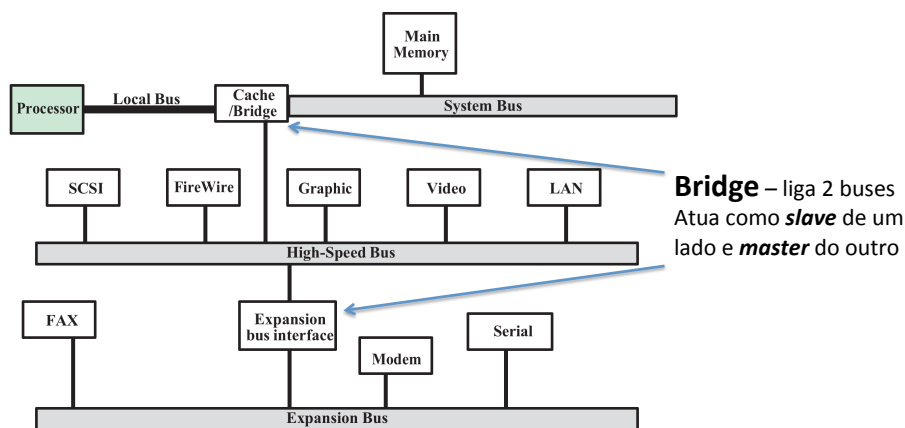 Main
Memory
Processor
Local Bus
Cache
/Bridge
System Bus
SCSI
FireWire
Graphic
Video
LAN
High-Speed Bus
Bridge – liga 2 buses
Atua como slave de um
lado e master do outro
FAX
Expansion
bus interface
Modem
Serial
Expansion Bus